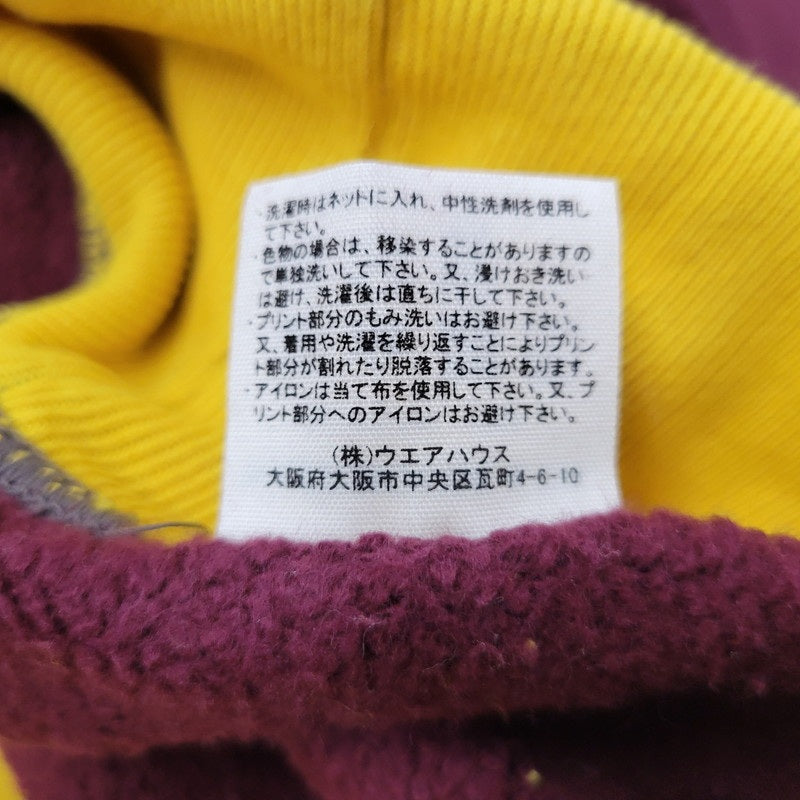 ・洗濯時はネットに入れ、中性洗剤を使用し
て下さい。
・色物の場合は、移染することがありますの
で単独洗いして下さい。又、浸けおき洗い
は避け、洗濯後は直ちに干して下さい。
・プリント部分のもみ洗いはお避け下さい。
又、着用や洗濯を繰り返すことによりプリン
ト部分が割れたり脱落することがあります。
・アイロンは当て布を使用して下さい。又、プ
リント部分へのアイロンはお避け下さい。
(株)ウエアハウス
大阪府大阪市中央区瓦町4-6-10